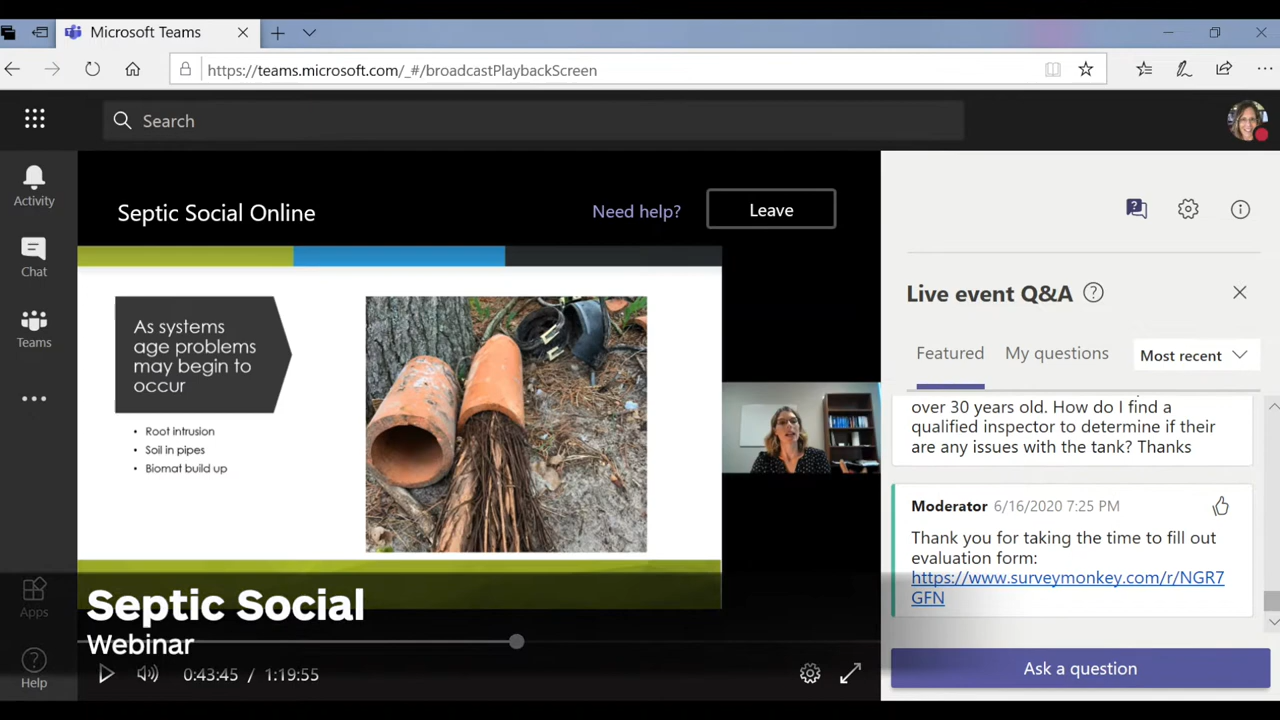 Microsoft Teams
https://teams.microsoft.com/_#/broadcastPlaybackScreen
Search
Activity
Chat
Teams
Apps
Help
Septic Social Online
Need help?
Leave
As systems
age problems
may begin to
occur
• Root intrusion
• Soil in pipes
• Biomat build up
Septic Social
Webinar
0:43:45 / 1:19:55
Live event Q&A
Featured
My questions
Most recent
over 30 years old. How do I find a
qualified inspector to determine if their
are any issues with the tank? Thanks
Moderator 6/16/2020 7:25 PM
Thank you for taking the time to fill out
evaluation form:
https://www.surveymonkey.com/r/NGR7
GFN
Ask a question